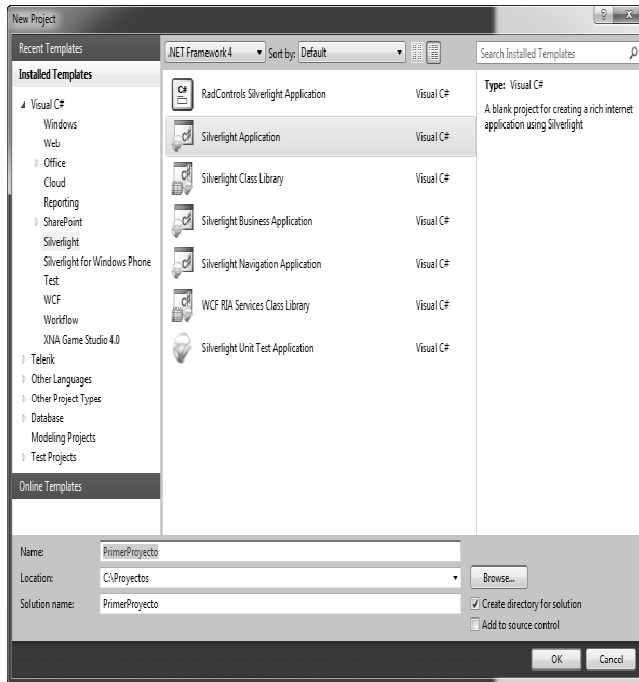 New Project
Recent Templates
Installed Templates
Visual C#
Windows
Web
Office
Cloud
Reporting
SharePoint
Silverlight
Silverlight for Windows Phone
Test
WCF
Workflow
XNA Game Studio 4.0
Telerik
Other Languages
Other Project Types
Database
Modeling Projects
Test Projects
Online Templates
.NET Framework 4 Sort by: Default
RadControls Silverlight Application Visual C#
Silverlight Application Visual C#
Silverlight Class Library Visual C#
Silverlight Business Application Visual C#
Silverlight Navigation Application Visual C#
WCF RIA Services Class Library Visual C#
Silverlight Unit Test Application Visual C#
Search Installed Templates
Type: Visual C#
A blank project for creating a rich internet
application using Silverlight
Name: PrimerProyecto
Location: C:\Proyectos Browse...
Solution name: PrimerProyecto Create directory for solution
Add to source control
OK Cancel